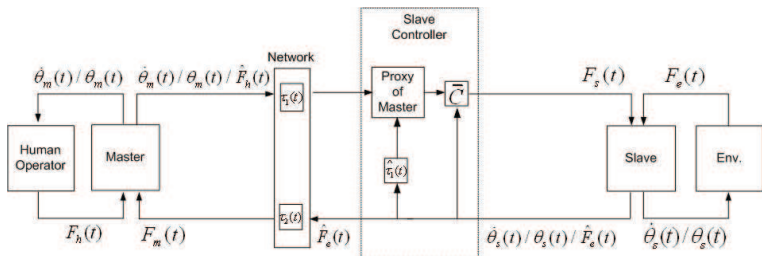 Slave
Controller
Network
θ̇ₘ(t)/θₘ(t)
θ̇ₘ(t)/θₘ(t)/F̂ₕ(t)
τ₁(t)
Proxy
of
Master
C̅
Fₛ(t)
Fₑ(t)
Human
Operator
Master
τ̂₁(t)
Slave
Env.
τ₂(t)
Fₕ(t)
Fₘ(t)
F̂ₑ(t)
θ̇ₛ(t)/θₛ(t)/F̂ₑ(t)
θ̇ₛ(t)/θₛ(t)